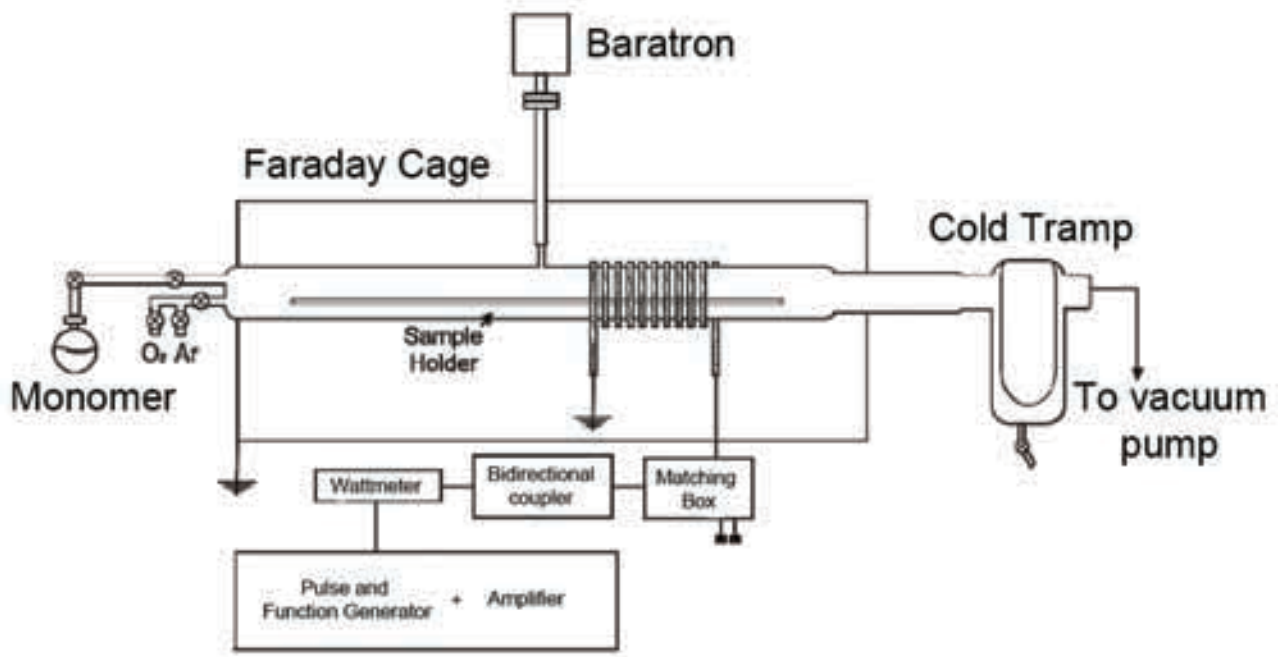 Baratron
Faraday Cage
Cold Tramp
Sample
Holder
O₂ Ar
Monomer
To vacuum
pump
Wattmeter
Bidirectional
coupler
Matching
Box
Pulse and
Function Generator + Amplifier